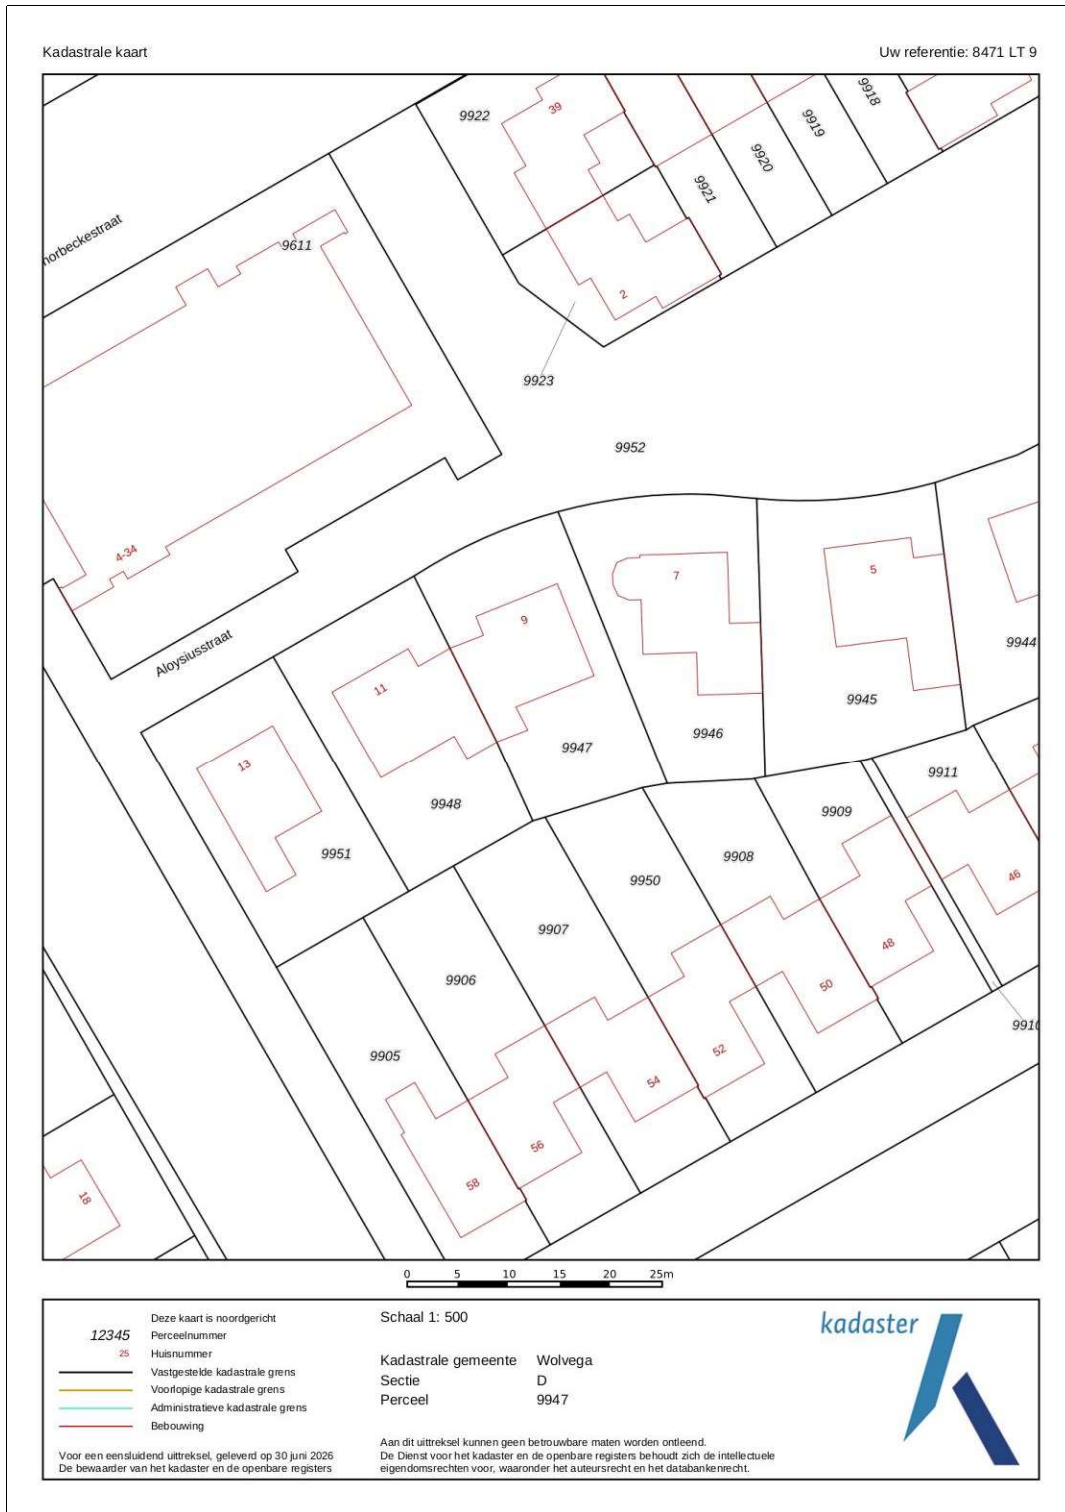 Kadastrale kaart
Uw referentie: 8471 LT 9
9922
39
9918
9919
9920
9921
horbeckestraat
9611
2
9923
9952
4-34
Aloysiusstraat
7
5
9
11
13
9944
9945
9946
9947
9948
9951
9911
9909
9908
9950
9907
9906
9905
46
48
50
52
54
56
58
9910
18
0 5 10 15 20 25m
Deze kaart is noordgericht
12345 Perceelnummer
25 Huisnummer
Vastgestelde kadastrale grens
Voorlopige kadastrale grens
Administratieve kadastrale grens
Bebouwing
Voor een eensluidend uittreksel, geleverd op 30 juni 2026
De bewaarder van het kadaster en de openbare registers
Schaal 1: 500
Kadastrale gemeente Wolvega
Sectie D
Perceel 9947
Aan dit uittreksel kunnen geen betrouwbare maten worden ontleend.
De Dienst voor het kadaster en de openbare registers behoudt zich de intellectuele
eigendomsrechten voor, waaronder het auteursrecht en het databankenrecht.
kadaster